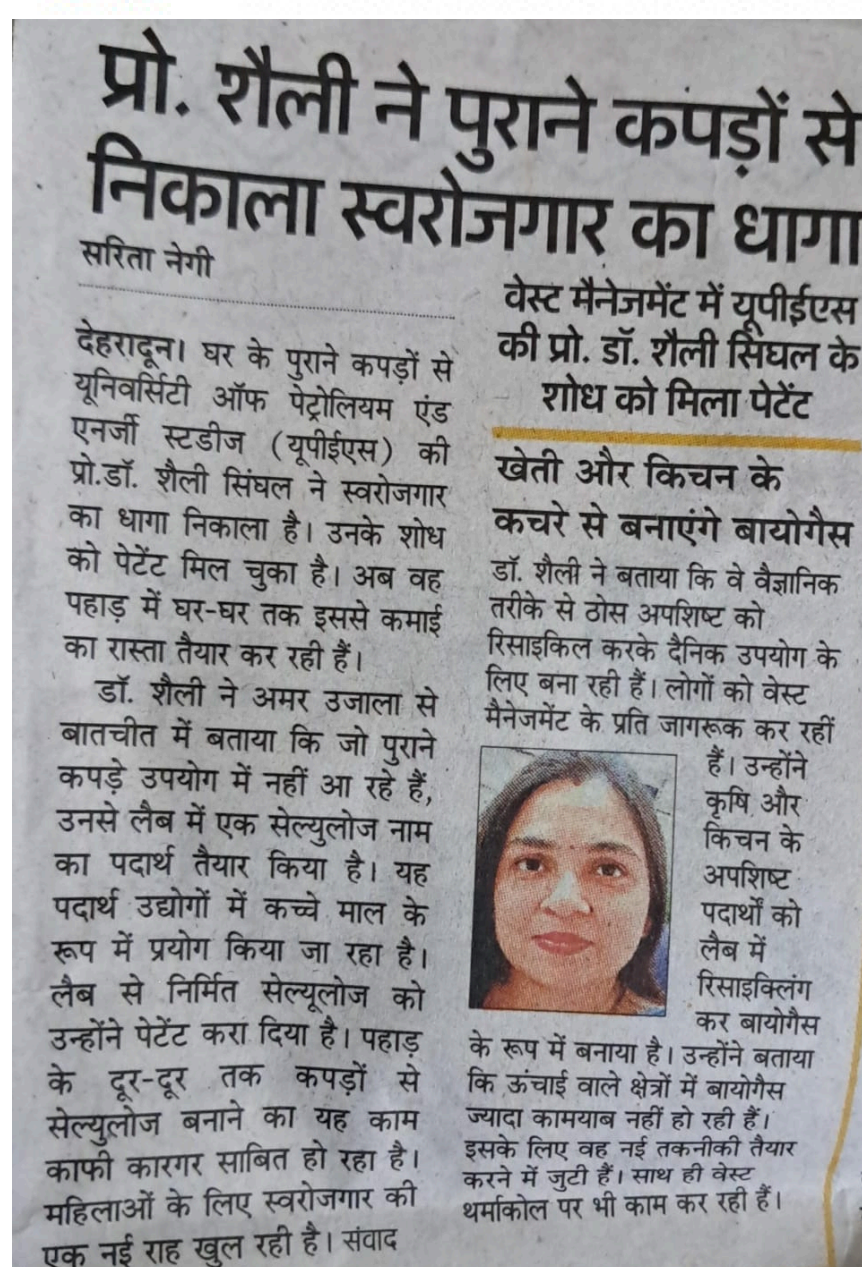 प्रो. शैली ने पुराने कपड़ों से
निकाला स्वरोजगार का धागा
सरिता नेगी
देहरादून। घर के पुराने कपड़ों से
यूनिवर्सिटी ऑफ पेट्रोलियम एंड
एनर्जी स्टडीज (यूपीईएस) की
प्रो.डॉ. शैली सिंघल ने स्वरोजगार
का धागा निकाला है। उनके शोध
को पेटेंट मिल चुका है। अब वह
पहाड़ में घर-घर तक इससे कमाई
का रास्ता तैयार कर रही हैं।
डॉ. शैली ने अमर उजाला से
बातचीत में बताया कि जो पुराने
कपड़े उपयोग में नहीं आ रहे हैं,
उनसे लैब में एक सेल्युलोज नाम
का पदार्थ तैयार किया है। यह
पदार्थ उद्योगों में कच्चे माल के
रूप में प्रयोग किया जा रहा है।
लैब से निर्मित सेल्यूलोज को
उन्होंने पेटेंट करा दिया है। पहाड़
के दूर-दूर तक कपड़ों से
सेल्युलोज बनाने का यह काम
काफी कारगर साबित हो रहा है।
महिलाओं के लिए स्वरोजगार की
एक नई राह खुल रही है। संवाद
वेस्ट मैनेजमेंट में यूपीईएस
की प्रो. डॉ. शैली सिंघल के
शोध को मिला पेटेंट
खेती और किचन के
कचरे से बनाएंगे बायोगैस
डॉ. शैली ने बताया कि वे वैज्ञानिक
तरीके से ठोस अपशिष्ट को
रिसाइकिल करके दैनिक उपयोग के
लिए बना रही हैं। लोगों को वेस्ट
मैनेजमेंट के प्रति जागरूक कर रहीं
हैं। उन्होंने
कृषि और
किचन के
अपशिष्ट
पदार्थों को
लैब में
रिसाइक्लिंग
कर बायोगैस
के रूप में बनाया है। उन्होंने बताया
कि ऊंचाई वाले क्षेत्रों में बायोगैस
ज्यादा कामयाब नहीं हो रही हैं।
इसके लिए वह नई तकनीकी तैयार
करने में जुटी हैं। साथ ही वेस्ट
थर्माकोल पर भी काम कर रही हैं।